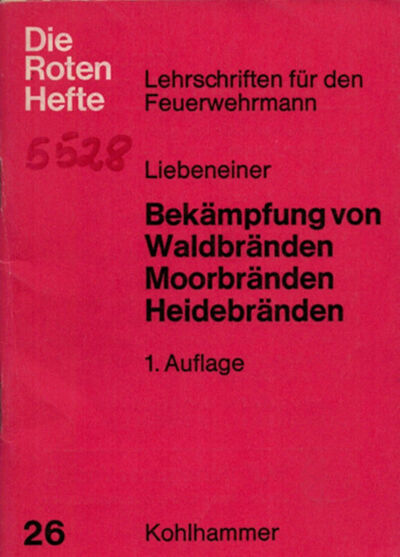 Die
Roten
Hefte
Lehrschriften für den
Feuerwehrmann
5528
Liebeneiner
Bekämpfung von
Waldbränden
Moorbränden
Heidebränden
1. Auflage
26
Kohlhammer